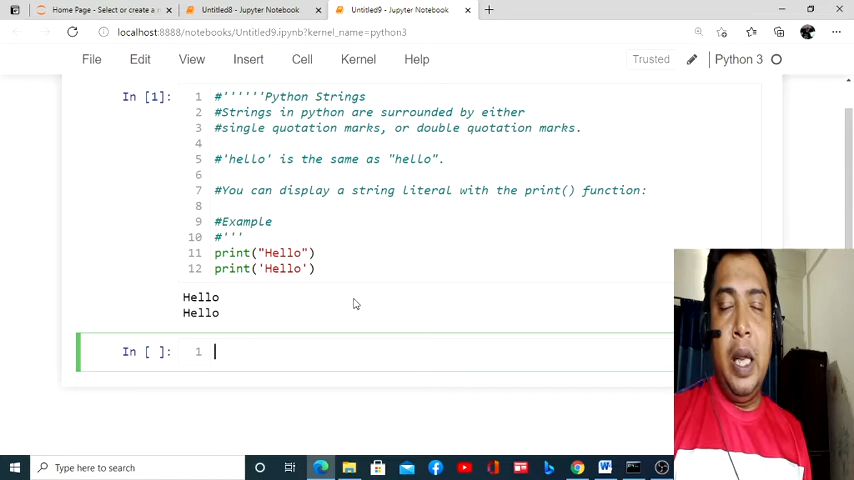 Home Page - Select or create a n
Untitled8 - Jupyter Notebook
Untitled9 - Jupyter Notebook
localhost:8888/notebooks/Untitled9.ipynb?kernel_name=python3
File Edit View Insert Cell Kernel Help Trusted Python 3
In [1]:
1 #''''''Python Strings
2 #Strings in python are surrounded by either
3 #single quotation marks, or double quotation marks.
4
5 #'hello' is the same as "hello".
6
7 #You can display a string literal with the print() function:
8
9 #Example
10 #'''
11 print("Hello")
12 print('Hello')
Hello
Hello
In [ ]: 1
Type here to search